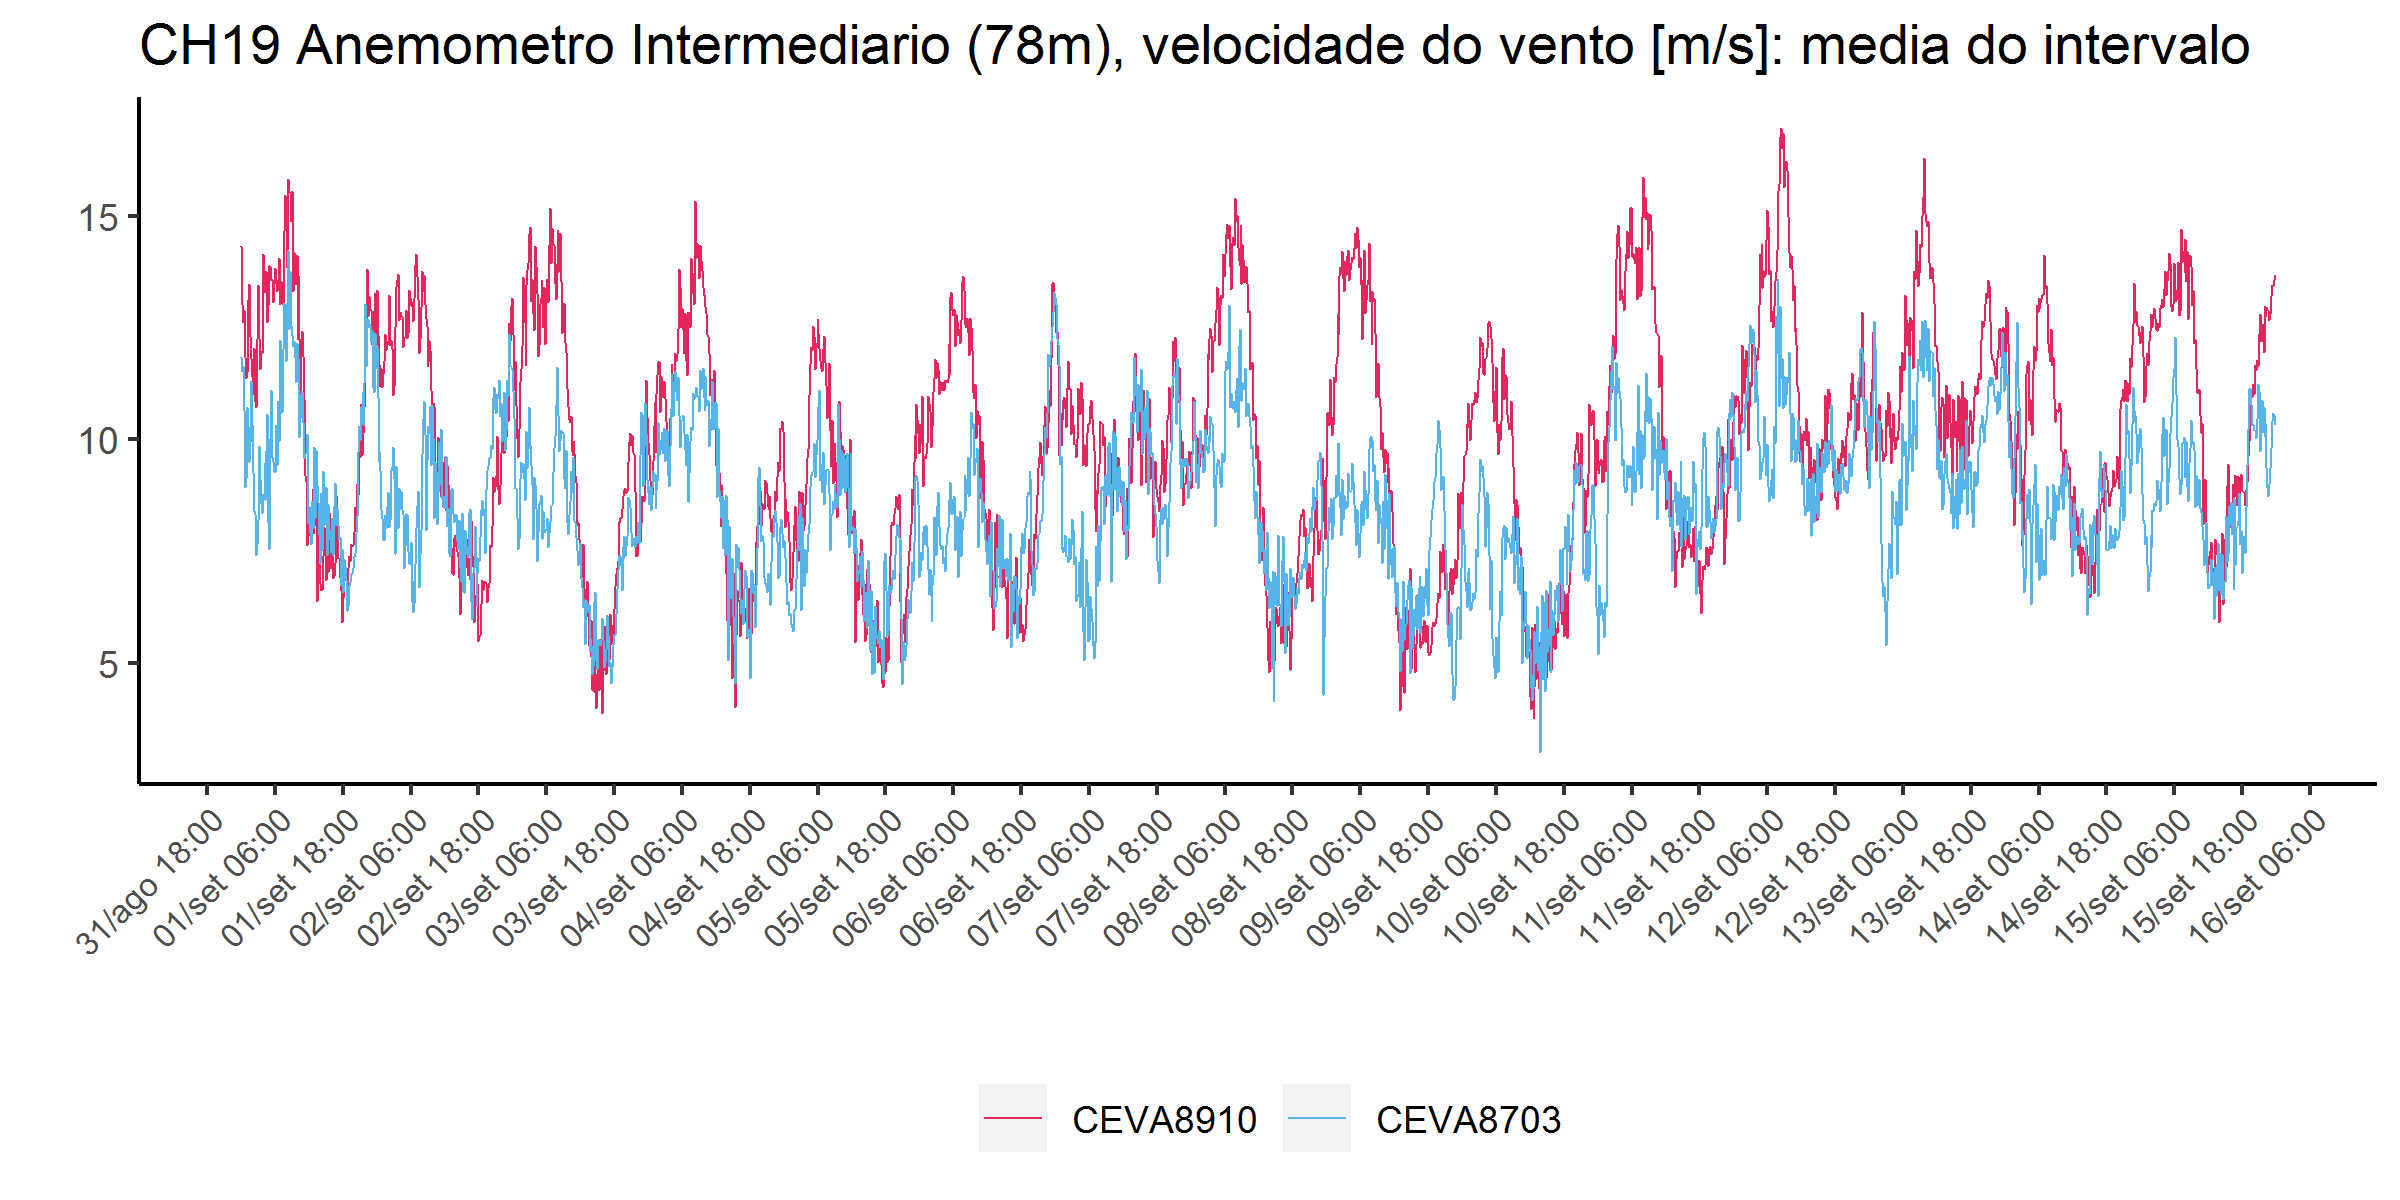 CH19 Anemometro Intermediario (78m), velocidade do vento [m/s]: media do intervalo
15
10
5
31/ago 18:00
01/set 06:00
01/set 18:00
02/set 06:00
02/set 18:00
03/set 06:00
03/set 18:00
04/set 06:00
04/set 18:00
05/set 06:00
05/set 18:00
06/set 06:00
06/set 18:00
07/set 06:00
07/set 18:00
08/set 06:00
08/set 18:00
09/set 06:00
09/set 18:00
10/set 06:00
10/set 18:00
11/set 06:00
11/set 18:00
12/set 06:00
12/set 18:00
13/set 06:00
13/set 18:00
14/set 06:00
14/set 18:00
15/set 06:00
15/set 18:00
16/set 06:00
CEVA8910
CEVA8703